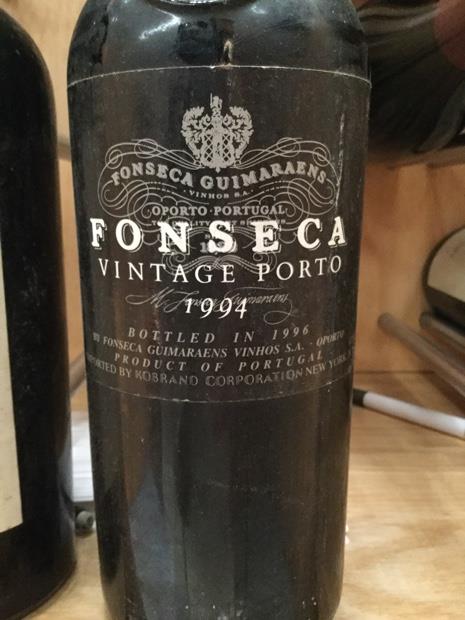 FONSECA GUIMARAENS
VINHOS S.A.
OPORTO·PORTUGAL
FONSECA
VINTAGE PORTO
1994
BOTTLED IN 1996
BY FONSECA GUIMARAENS VINHOS S.A. · OPORTO
PRODUCT OF PORTUGAL
IMPORTED BY KOBRAND CORPORATION NEW YORK